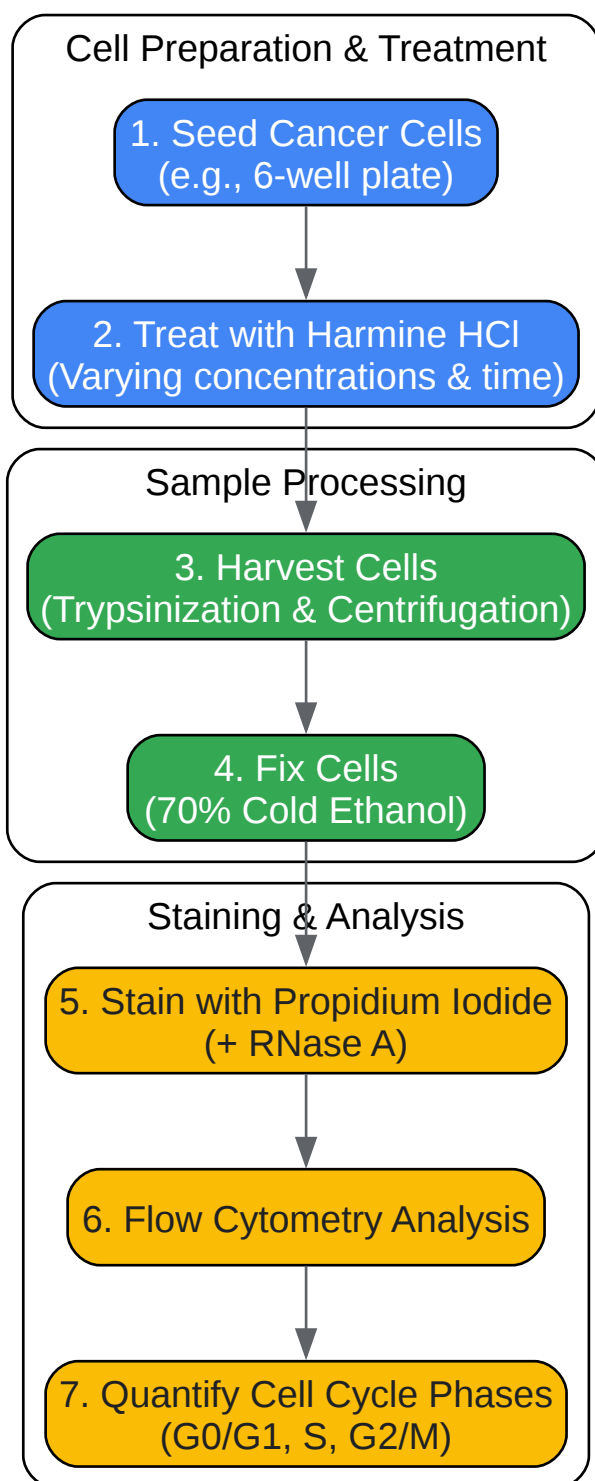 Cell Preparation & Treatment
1. Seed Cancer Cells
(e.g., 6-well plate)
2. Treat with Harmine HCl
(Varying concentrations & time)
Sample Processing
3. Harvest Cells
(Trypsinization & Centrifugation)
4. Fix Cells
(70% Cold Ethanol)
Staining & Analysis
5. Stain with Propidium Iodide
(+ RNase A)
6. Flow Cytometry Analysis
7. Quantify Cell Cycle Phases
(G0/G1, S, G2/M)